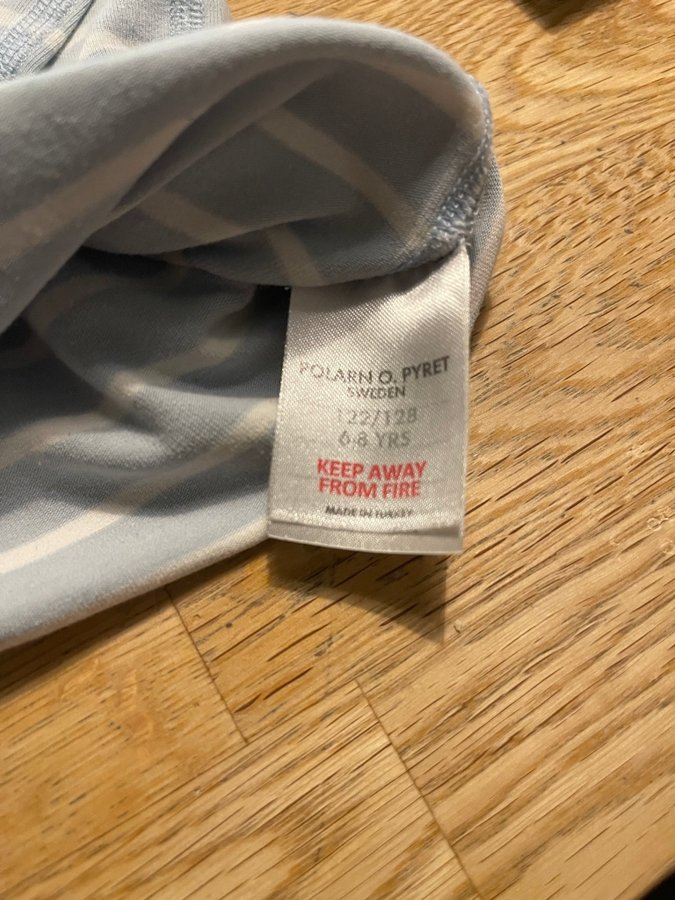 POLARN O. PYRET
SWEDEN
122/128
6-8 YRS
KEEP AWAY
FROM FIRE
MADE IN TURKEY